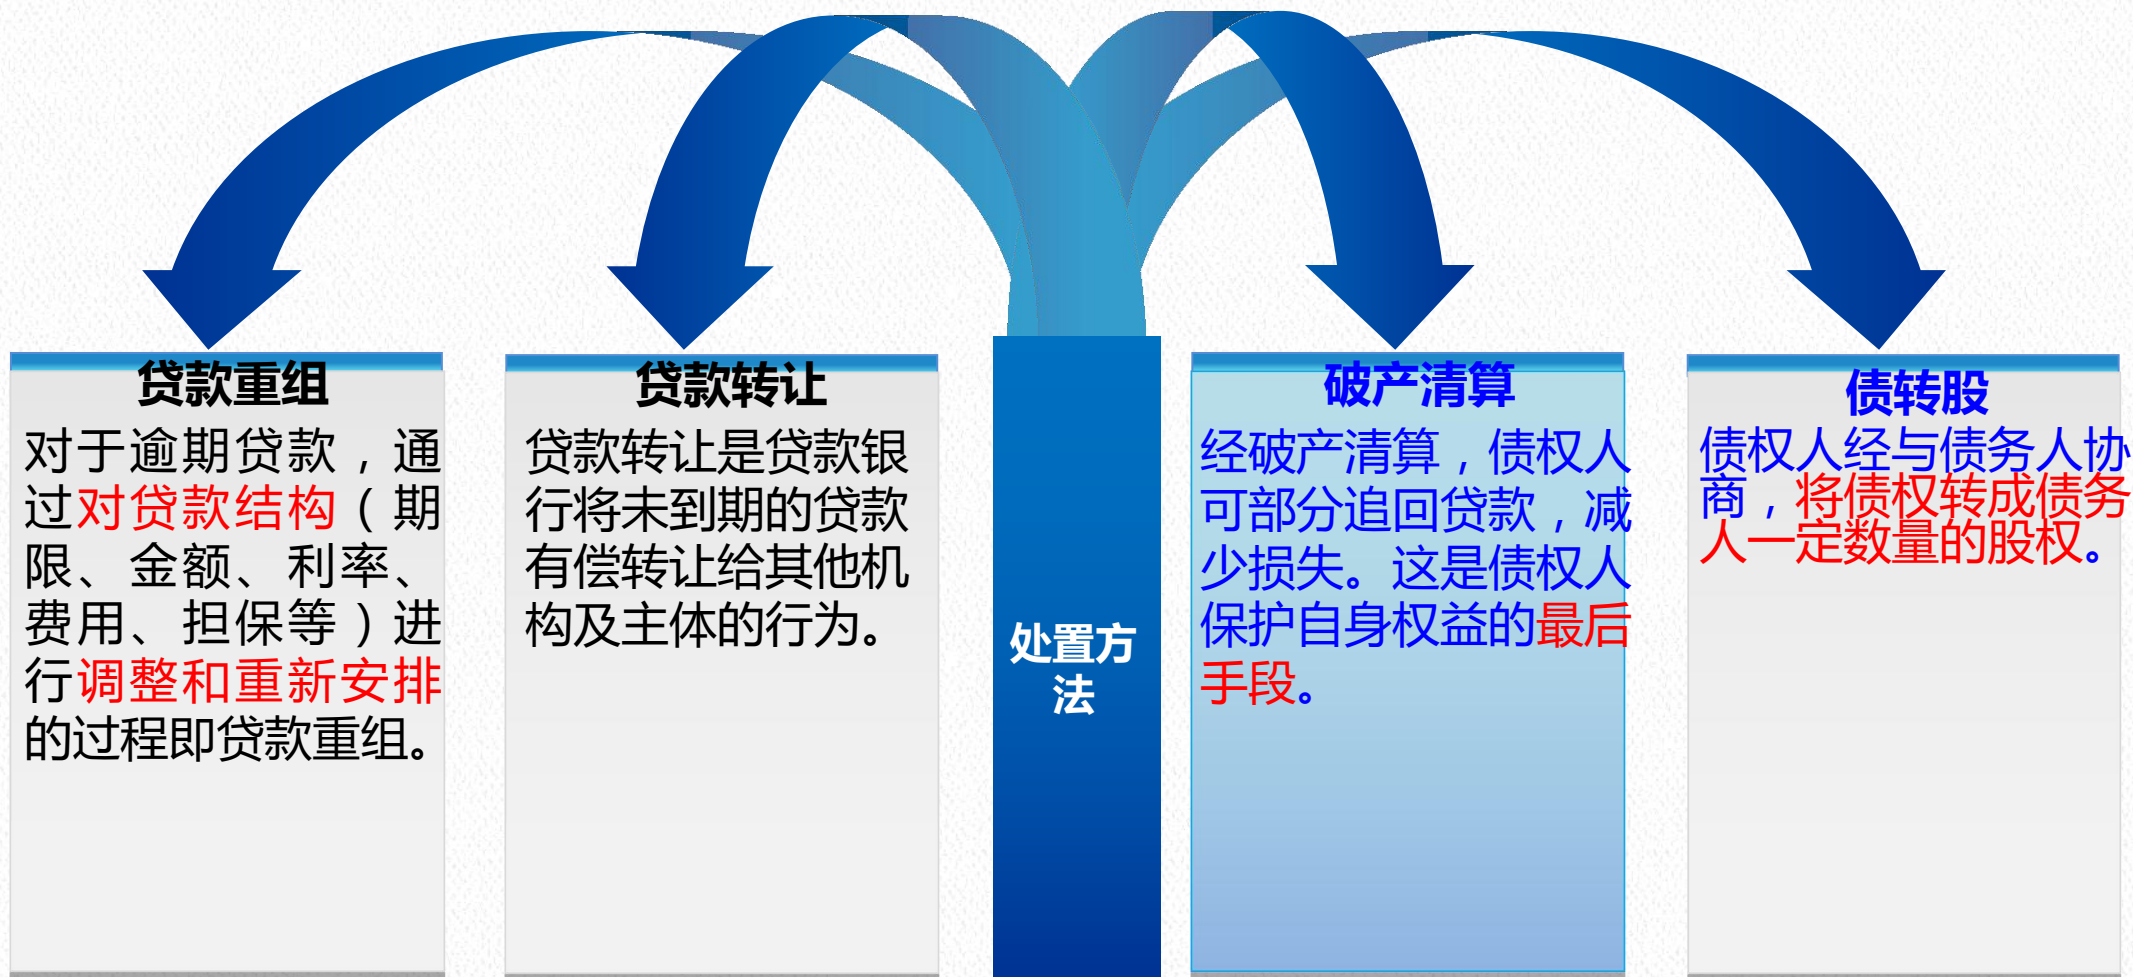 贷款重组
对于逾期贷款，通
过对贷款结构（期
限、金额、利率、
费用、担保等）进
行调整和重新安排
的过程即贷款重组。
贷款转让
贷款转让是贷款银
行将未到期的贷款
有偿转让给其他机
构及主体的行为。
处置方
法
破产清算
经破产清算，债权人
可部分追回贷款，减
少损失。这是债权人
保护自身权益的最后
手段。
债转股
债权人经与债务人协
商，将债权转成债务
人一定数量的股权。